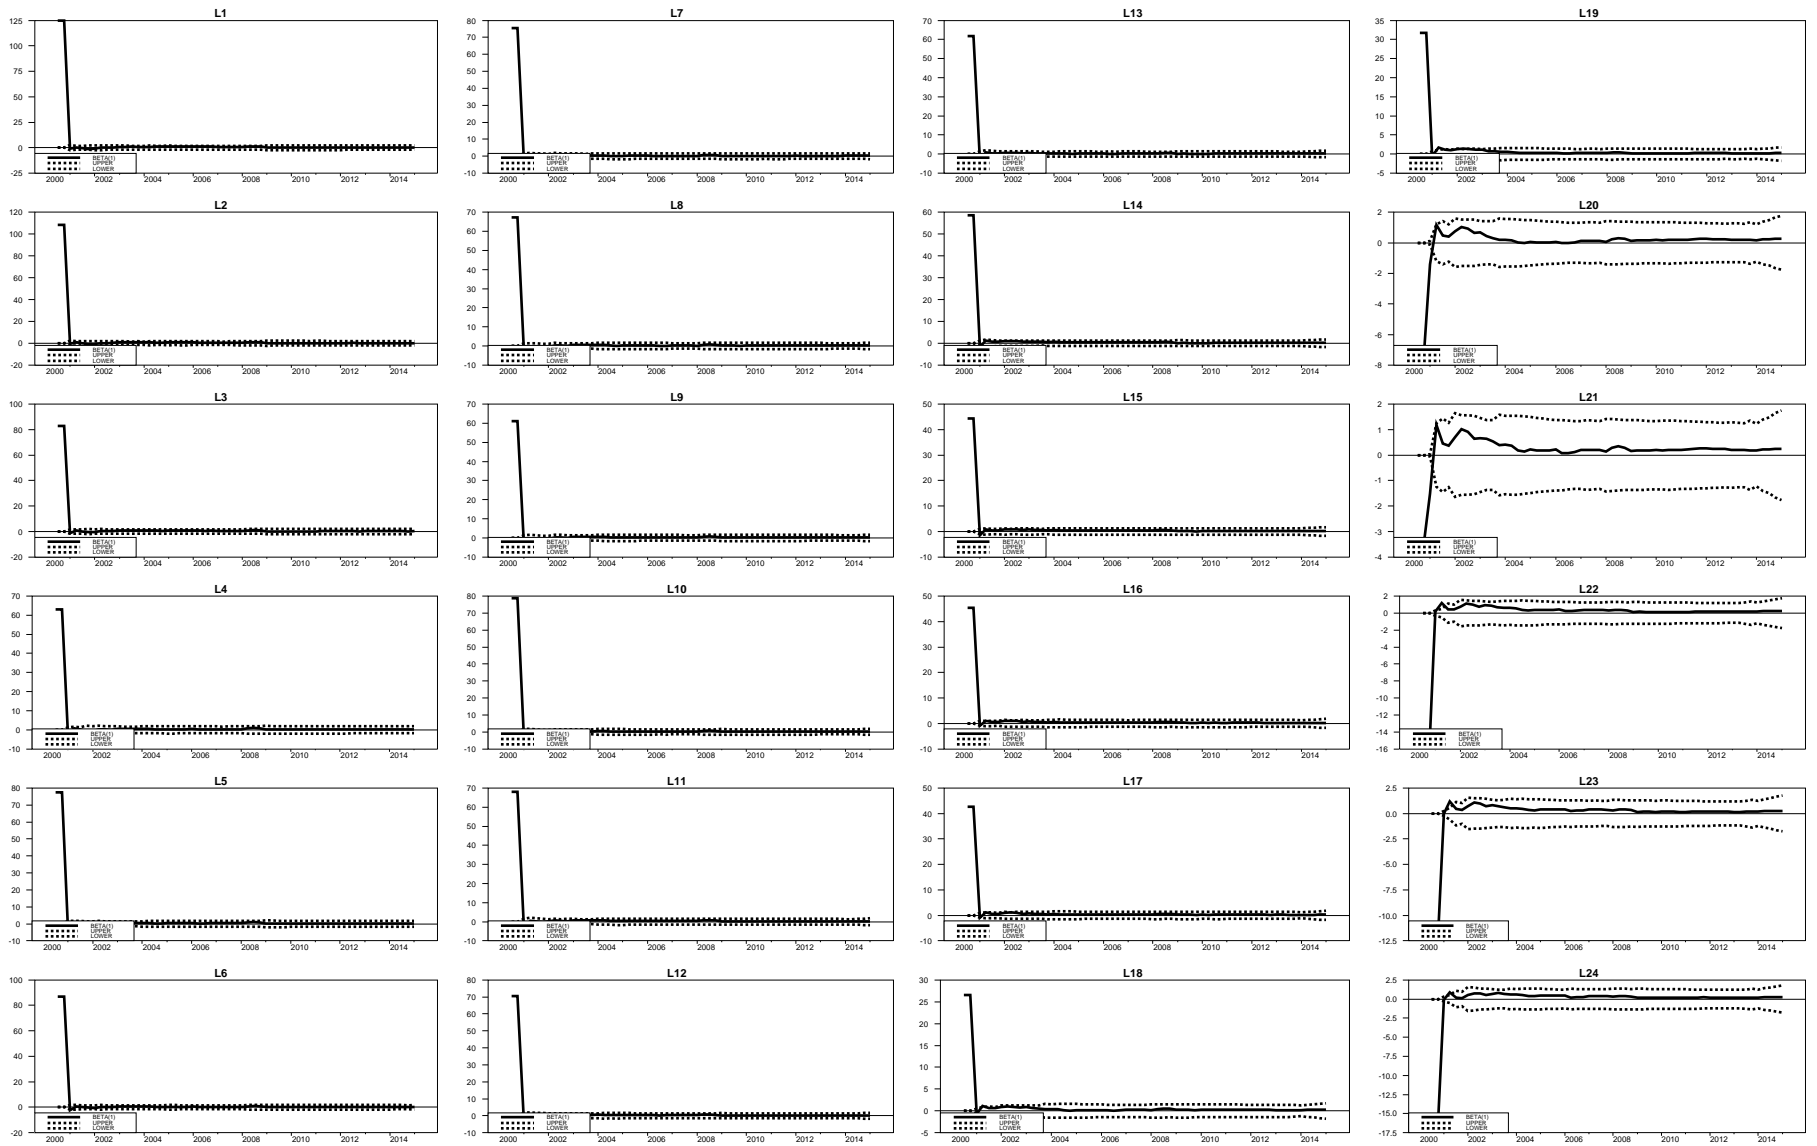 L1
125
100
75
50
25
0
-25
BETA(1)
UPPER
LOWER
2000 2002 2004 2006 2008 2010 2012 2014
L2
120
100
80
60
40
20
0
-20
BETA(1)
UPPER
LOWER
2000 2002 2004 2006 2008 2010 2012 2014
L3
100
80
60
40
20
0
-20
BETA(1)
UPPER
LOWER
2000 2002 2004 2006 2008 2010 2012 2014
L4
70
60
50
40
30
20
10
0
-10
BETA(1)
UPPER
LOWER
2000 2002 2004 2006 2008 2010 2012 2014
L5
80
70
60
50
40
30
20
10
0
-10
BETA(1)
UPPER
LOWER
2000 2002 2004 2006 2008 2010 2012 2014
L6
100
80
60
40
20
0
-20
BETA(1)
UPPER
LOWER
2000 2002 2004 2006 2008 2010 2012 2014
L7
80
70
60
50
40
30
20
10
0
-10
BETA(1)
UPPER
LOWER
2000 2002 2004 2006 2008 2010 2012 2014
L8
70
60
50
40
30
20
10
0
-10
BETA(1)
UPPER
LOWER
2000 2002 2004 2006 2008 2010 2012 2014
L9
70
60
50
40
30
20
10
0
-10
BETA(1)
UPPER
LOWER
2000 2002 2004 2006 2008 2010 2012 2014
L10
80
70
60
50
40
30
20
10
0
-10
BETA(1)
UPPER
LOWER
2000 2002 2004 2006 2008 2010 2012 2014
L11
70
60
50
40
30
20
10
0
-10
BETA(1)
UPPER
LOWER
2000 2002 2004 2006 2008 2010 2012 2014
L12
80
70
60
50
40
30
20
10
0
-10
BETA(1)
UPPER
LOWER
2000 2002 2004 2006 2008 2010 2012 2014
L13
70
60
50
40
30
20
10
0
-10
BETA(1)
UPPER
LOWER
2000 2002 2004 2006 2008 2010 2012 2014
L14
60
50
40
30
20
10
0
-10
BETA(1)
UPPER
LOWER
2000 2002 2004 2006 2008 2010 2012 2014
L15
50
40
30
20
10
0
-10
BETA(1)
UPPER
LOWER
2000 2002 2004 2006 2008 2010 2012 2014
L16
50
40
30
20
10
0
-10
BETA(1)
UPPER
LOWER
2000 2002 2004 2006 2008 2010 2012 2014
L17
50
40
30
20
10
0
-10
BETA(1)
UPPER
LOWER
2000 2002 2004 2006 2008 2010 2012 2014
L18
30
25
20
15
10
5
0
-5
BETA(1)
UPPER
LOWER
2000 2002 2004 2006 2008 2010 2012 2014
L19
35
30
25
20
15
10
5
0
-5
BETA(1)
UPPER
LOWER
2000 2002 2004 2006 2008 2010 2012 2014
L20
2
0
-2
-4
-6
-8
BETA(1)
UPPER
LOWER
2000 2002 2004 2006 2008 2010 2012 2014
L21
2
1
0
-1
-2
-3
-4
BETA(1)
UPPER
LOWER
2000 2002 2004 2006 2008 2010 2012 2014
L22
2
0
-2
-4
-6
-8
-10
-12
-14
-16
BETA(1)
UPPER
LOWER
2000 2002 2004 2006 2008 2010 2012 2014
L23
2.5
0.0
-2.5
-5.0
-7.5
-10.0
-12.5
BETA(1)
UPPER
LOWER
2000 2002 2004 2006 2008 2010 2012 2014
L24
2.5
0.0
-2.5
-5.0
-7.5
-10.0
-12.5
-15.0
-17.5
BETA(1)
UPPER
LOWER
2000 2002 2004 2006 2008 2010 2012 2014